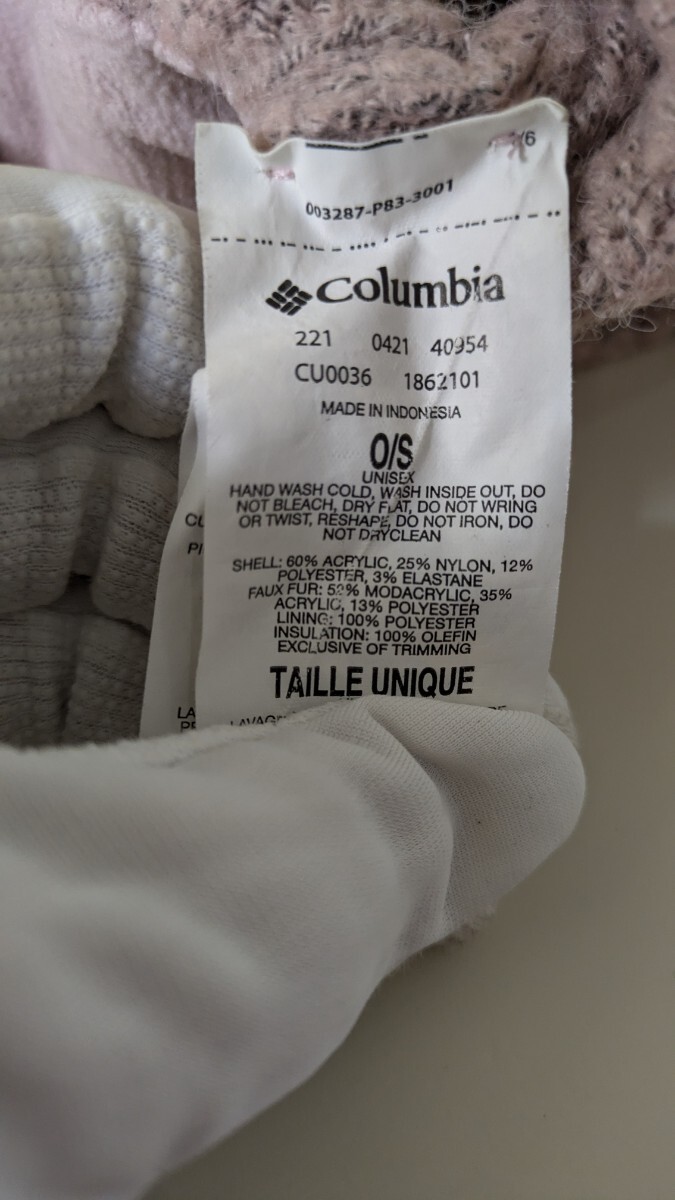 /6
003287-P83-3001
Columbia
221 0421 40954
CU0036 1862101
MADE IN INDONESIA
O/S
UNISEX
HAND WASH COLD, WASH INSIDE OUT, DO
NOT BLEACH, DRY FLAT, DO NOT WRING
OR TWIST, RESHAPE, DO NOT IRON, DO
NOT DRYCLEAN
SHELL: 60% ACRYLIC, 25% NYLON, 12%
POLYESTER, 3% ELASTANE
FAUX FUR: 52% MODACRYLIC, 35%
ACRYLIC, 13% POLYESTER
LINING: 100% POLYESTER
INSULATION: 100% OLEFIN
EXCLUSIVE OF TRIMMING
TAILLE UNIQUE